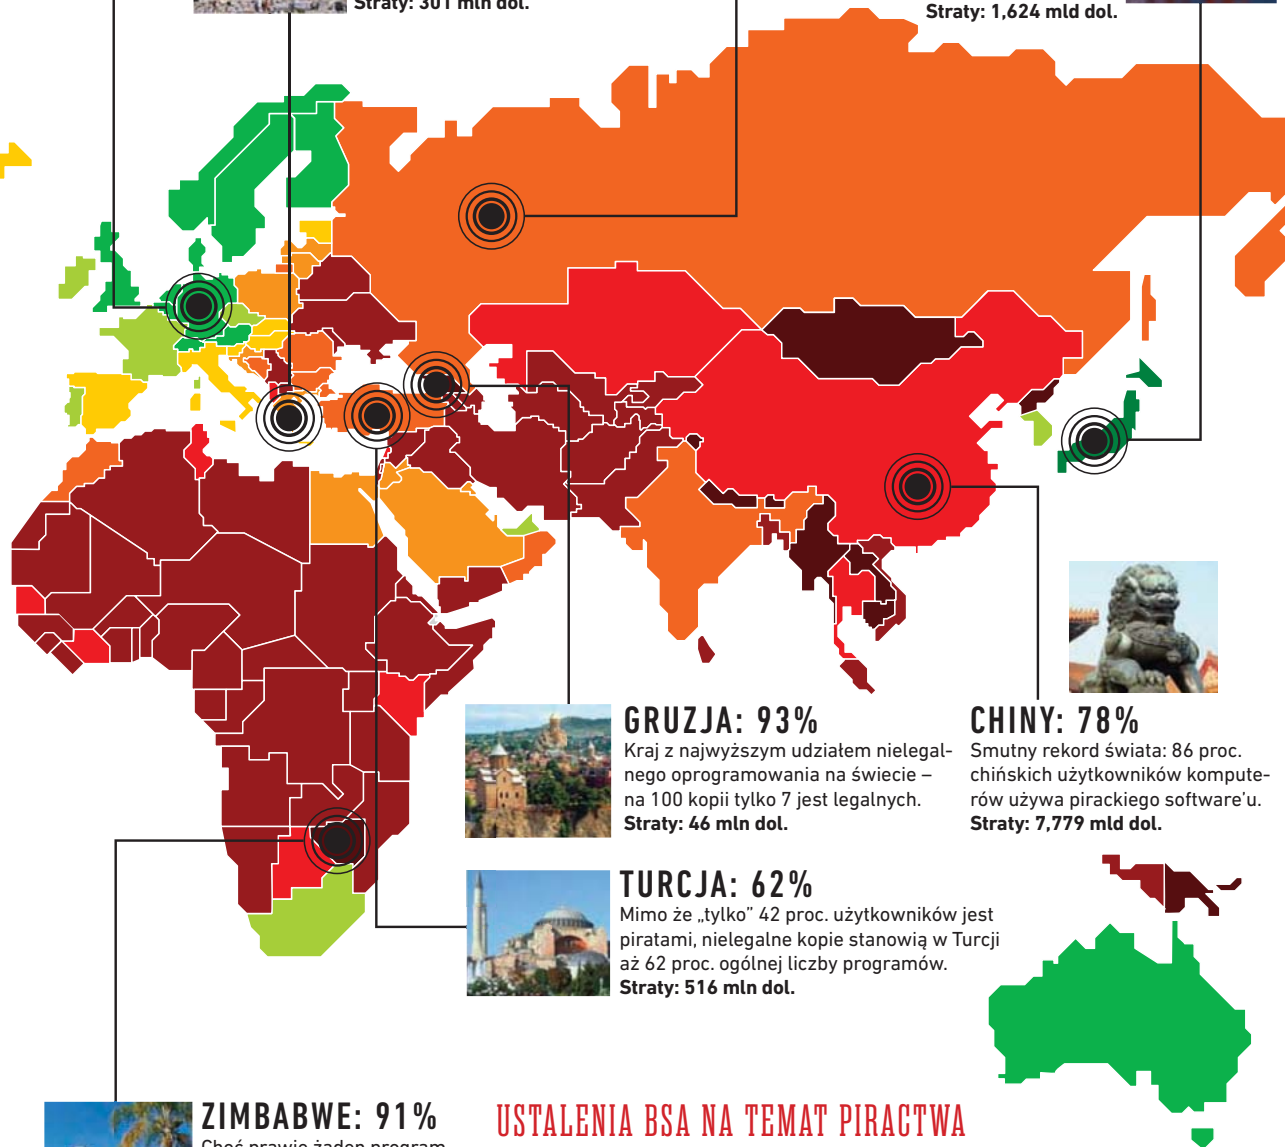 Straty: 301 mln dol.
Straty: 1,624 mld dol.
GRUZJA: 93%
Kraj z najwyższym udziałem nielegal-
nego oprogramowania na świecie –
na 100 kopii tylko 7 jest legalnych.
Straty: 46 mln dol.
CHINY: 78%
Smutny rekord świata: 86 proc.
chińskich użytkowników kompute-
rów używa pirackiego software’u.
Straty: 7,779 mld dol.
TURCJA: 62%
Mimo że „tylko” 42 proc. użytkowników jest
piratami, nielegalne kopie stanowią w Turcji
aż 62 proc. ogólnej liczby programów.
Straty: 516 mln dol.
ZIMBABWE: 91%
Choć prawie żaden program
USTALENIA BSA NA TEMAT PIRACTWA